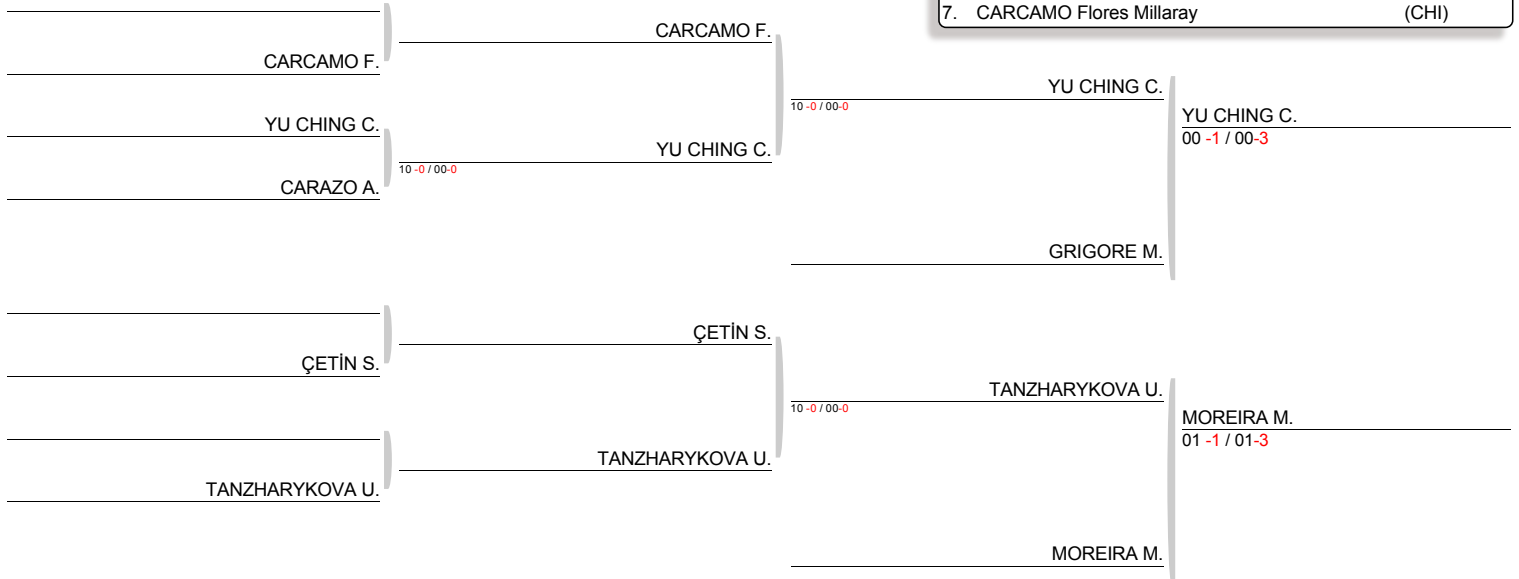 7. CARCAMO Flores Millaray (CHI)
CARCAMO F.
CARCAMO F.
YU CHING C.
10 -0 / 00-0
YU CHING C.
00 -1 / 00-3
YU CHING C.
YU CHING C.
10 -0 / 00-0
CARAZO A.
GRIGORE M.
ÇETİN S.
ÇETİN S.
TANZHARYKOVA U.
10 -0 / 00-0
MOREIRA M.
01 -1 / 01-3
TANZHARYKOVA U.
TANZHARYKOVA U.
MOREIRA M.